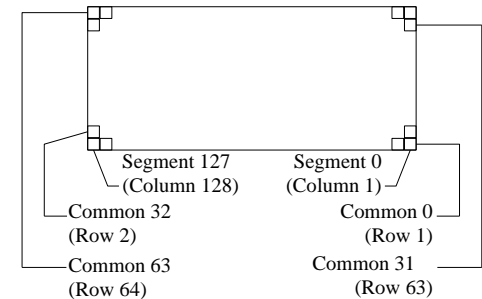 Segment 127
(Column 128)
Segment 0
(Column 1)
Common 32
(Row 2)
Common 0
(Row 1)
Common 63
(Row 64)
Common 31
(Row 63)